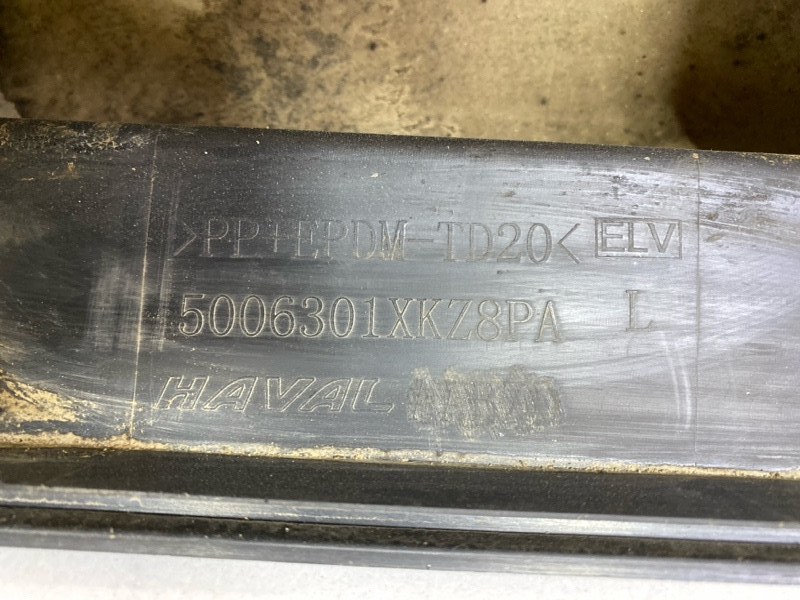 >PP+EPDM-TD20< ELV
5006301XKZ8PA L
HAVAL